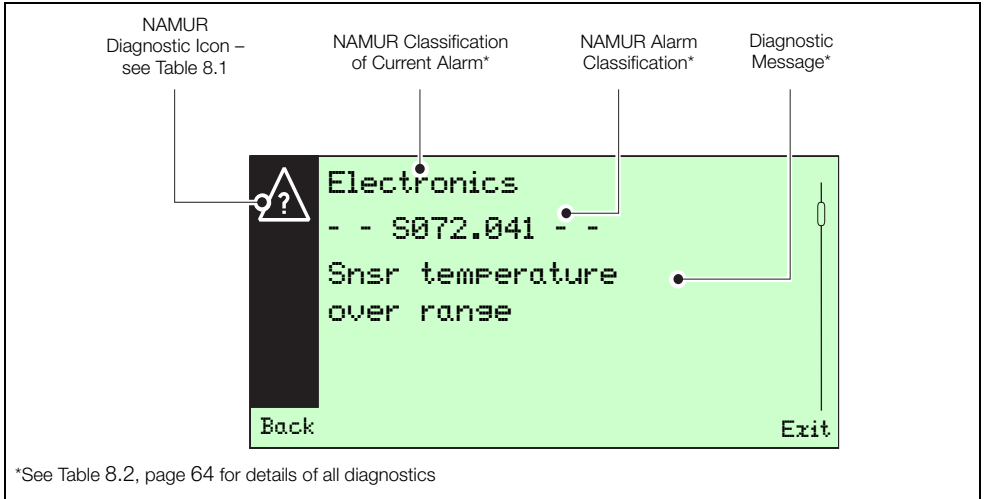 NAMUR
Diagnostic Icon –
see Table 8.1
NAMUR Classification
of Current Alarm*
NAMUR Alarm
Classification*
Diagnostic
Message*
?
Electronics
- - S072.041 - -
Snsr temperature
over range
Back
Exit
*See Table 8.2, page 64 for details of all diagnostics